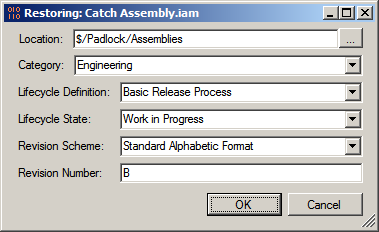 Restoring: Catch Assembly.iam
Location: $/Padlock/Assemblies ...
Category: Engineering
Lifecycle Definition: Basic Release Process
Lifecycle State: Work in Progress
Revision Scheme: Standard Alphabetic Format
Revision Number: B
OK Cancel